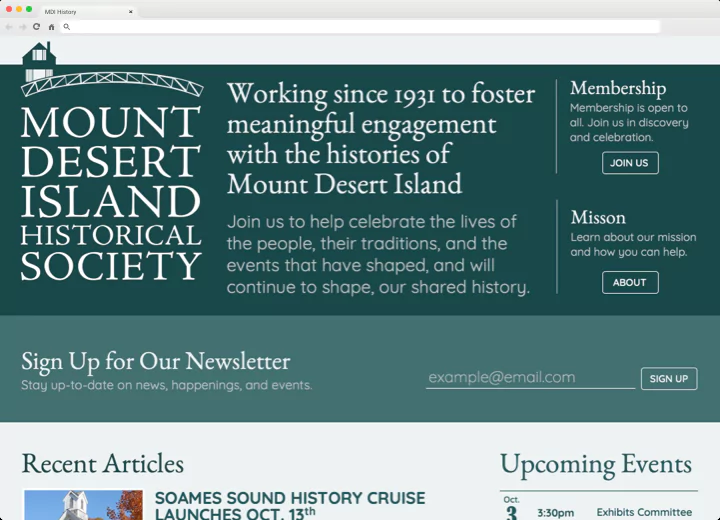 MDI History
MOUNT
DESERT
ISLAND
HISTORICAL
SOCIETY
Working since 1931 to foster
meaningful engagement
with the histories of
Mount Desert Island
Join us to help celebrate the lives of
the people, their traditions, and the
events that have shaped, and will
continue to shape, our shared history.
Membership
Membership is open to
all. Join us in discovery
and celebration.
JOIN US
Misson
Learn about our mission
and how you can help.
ABOUT
Sign Up for Our Newsletter
Stay up-to-date on news, happenings, and events.
example@email.com
SIGN UP
Recent Articles
SOAMES SOUND HISTORY CRUISE
LAUNCHES OCT. 13th
Upcoming Events
Oct.
3
3:30pm
Exhibits Committee